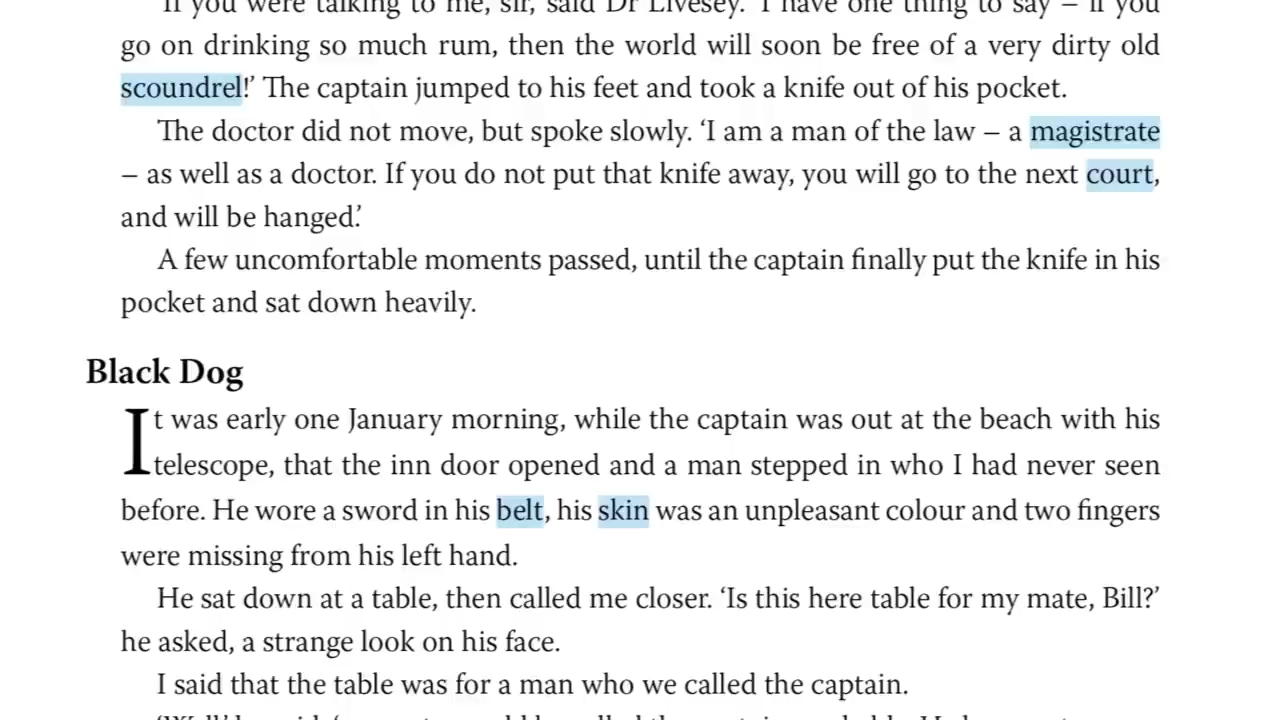 'If you were talking to me, sir,' said Dr Livesey. 'I have one thing to say – if you
go on drinking so much rum, then the world will soon be free of a very dirty old
scoundrel!' The captain jumped to his feet and took a knife out of his pocket.
The doctor did not move, but spoke slowly. 'I am a man of the law – a magistrate
– as well as a doctor. If you do not put that knife away, you will go to the next court,
and will be hanged.'
A few uncomfortable moments passed, until the captain finally put the knife in his
pocket and sat down heavily.
Black Dog
It was early one January morning, while the captain was out at the beach with his
telescope, that the inn door opened and a man stepped in who I had never seen
before. He wore a sword in his belt, his skin was an unpleasant colour and two fingers
were missing from his left hand.
He sat down at a table, then called me closer. 'Is this here table for my mate, Bill?'
he asked, a strange look on his face.
I said that the table was for a man who we called the captain.